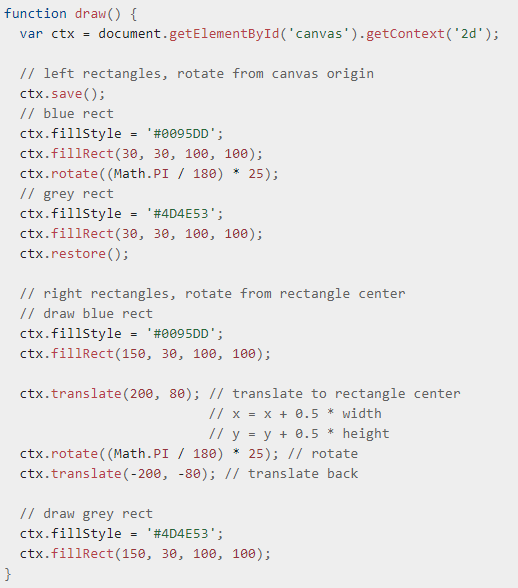 function draw() {
  var ctx = document.getElementById('canvas').getContext('2d');

  // left rectangles, rotate from canvas origin
  ctx.save();
  // blue rect
  ctx.fillStyle = '#0095DD';
  ctx.fillRect(30, 30, 100, 100);
  ctx.rotate((Math.PI / 180) * 25);
  // grey rect
  ctx.fillStyle = '#4D4E53';
  ctx.fillRect(30, 30, 100, 100);
  ctx.restore();

  // right rectangles, rotate from rectangle center
  // draw blue rect
  ctx.fillStyle = '#0095DD';
  ctx.fillRect(150, 30, 100, 100);

  ctx.translate(200, 80); // translate to rectangle center
                          // x = x + 0.5 * width
                          // y = y + 0.5 * height
  ctx.rotate((Math.PI / 180) * 25); // rotate
  ctx.translate(-200, -80); // translate back

  // draw grey rect
  ctx.fillStyle = '#4D4E53';
  ctx.fillRect(150, 30, 100, 100);
}